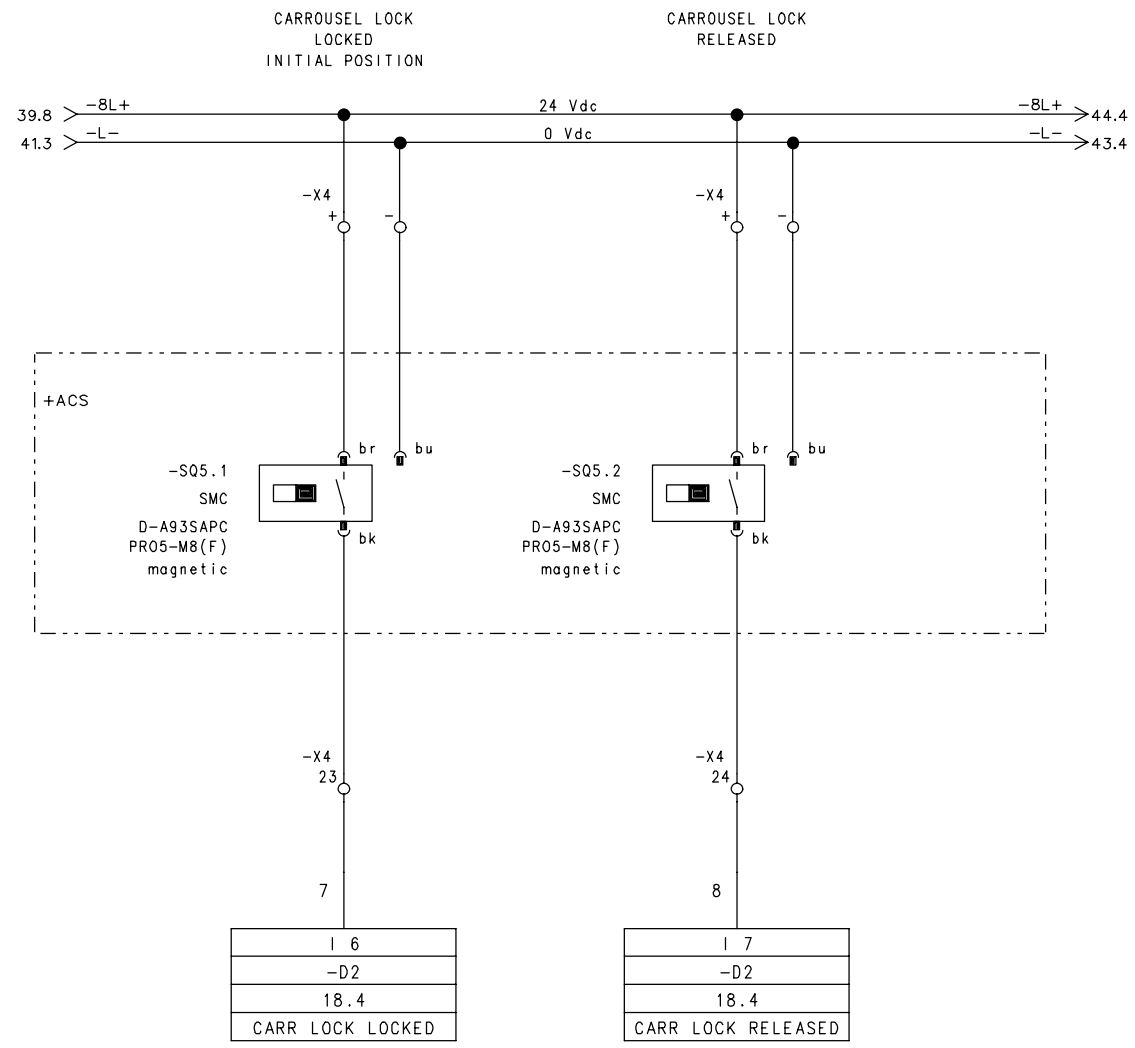 CARROUSEL LOCK
LOCKED
INITIAL POSITION
CARROUSEL LOCK
RELEASED
39.8
-8L+
24 Vdc
-8L+
44.4
41.3
-L-
0 Vdc
-L-
43.4
-X4
+
-
-X4
+
-
+ACS
br
bu
br
bu
-SQ5.1
SMC
D-A93SAPC
PRO5-M8(F)
magnetic
bk
-SQ5.2
SMC
D-A93SAPC
PRO5-M8(F)
magnetic
bk
-X4
23
-X4
24
7
8
I 6
-D2
18.4
CARR LOCK LOCKED
I 7
-D2
18.4
CARR LOCK RELEASED